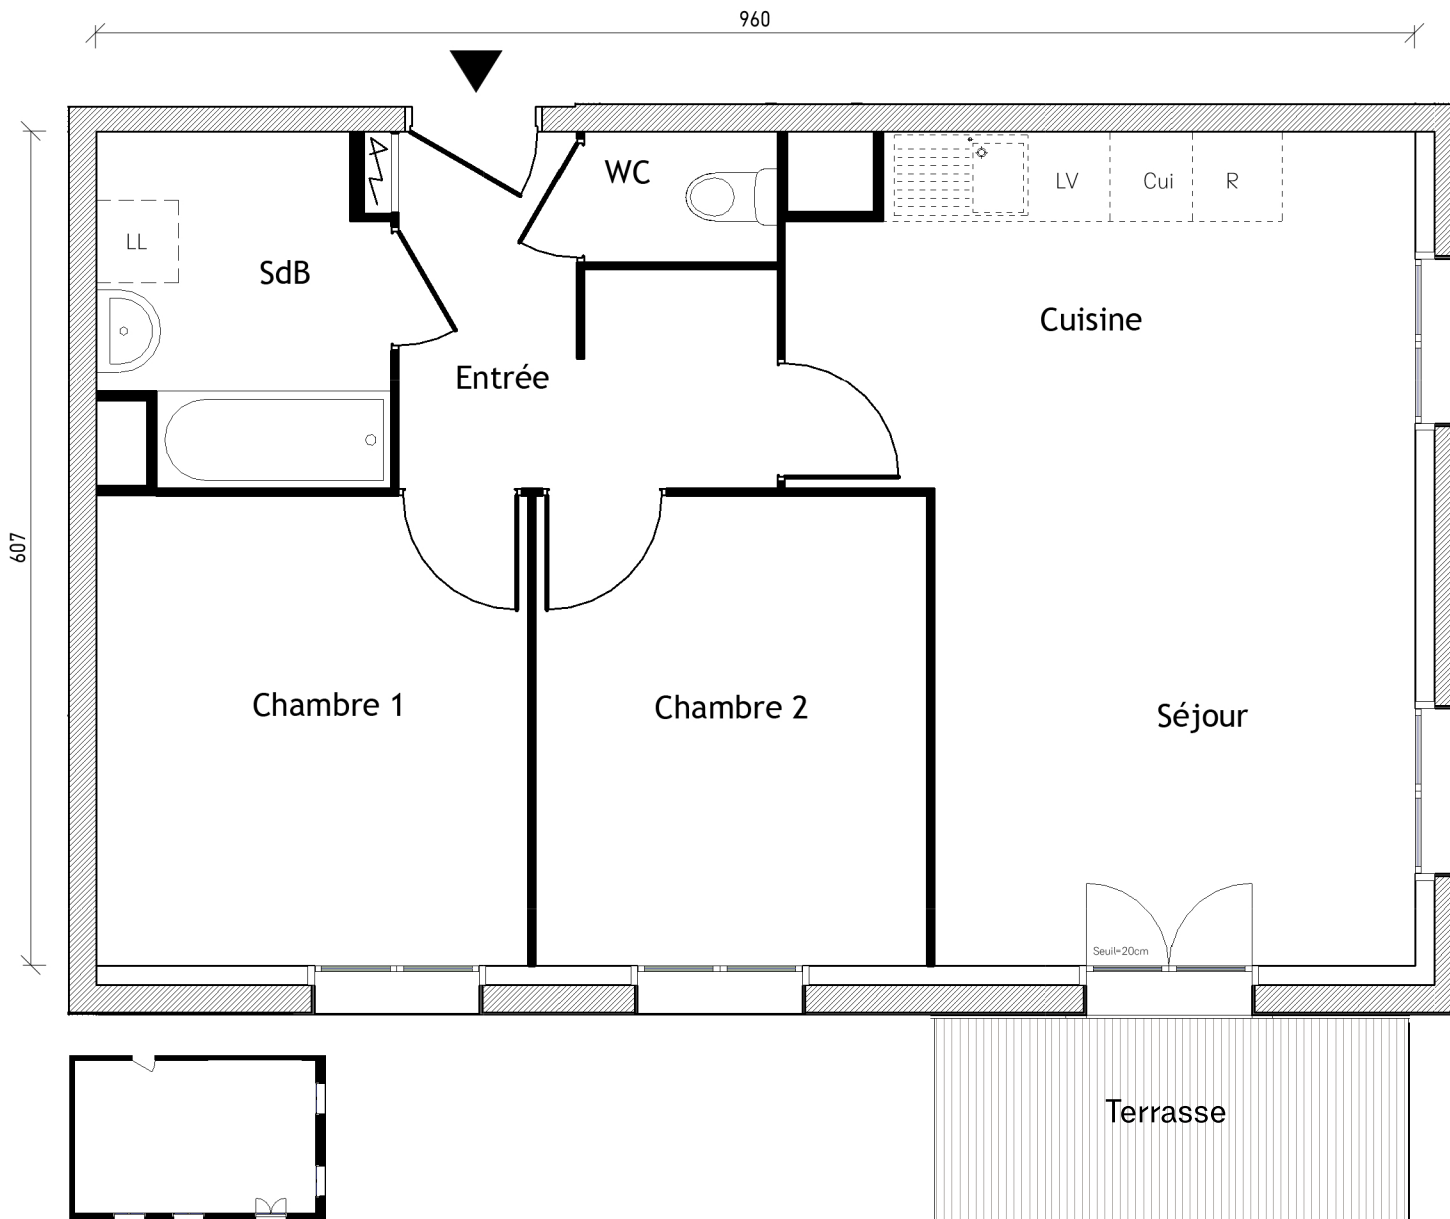 960
WC
LV
Cui
R
LL
SdB
Cuisine
Entrée
607
Chambre 1
Chambre 2
Séjour
Seuil=20cm
Terrasse